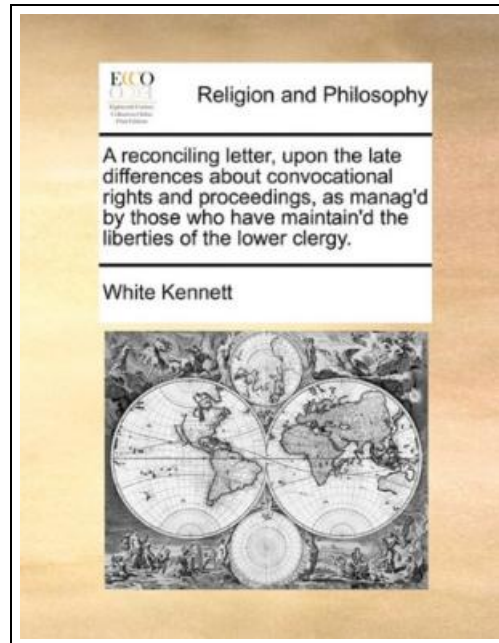 ECCO
Religion and Philosophy
A reconciling letter, upon the late
differences about convocational
rights and proceedings, as manag'd
by those who have maintain'd the
liberties of the lower clergy.
White Kennett